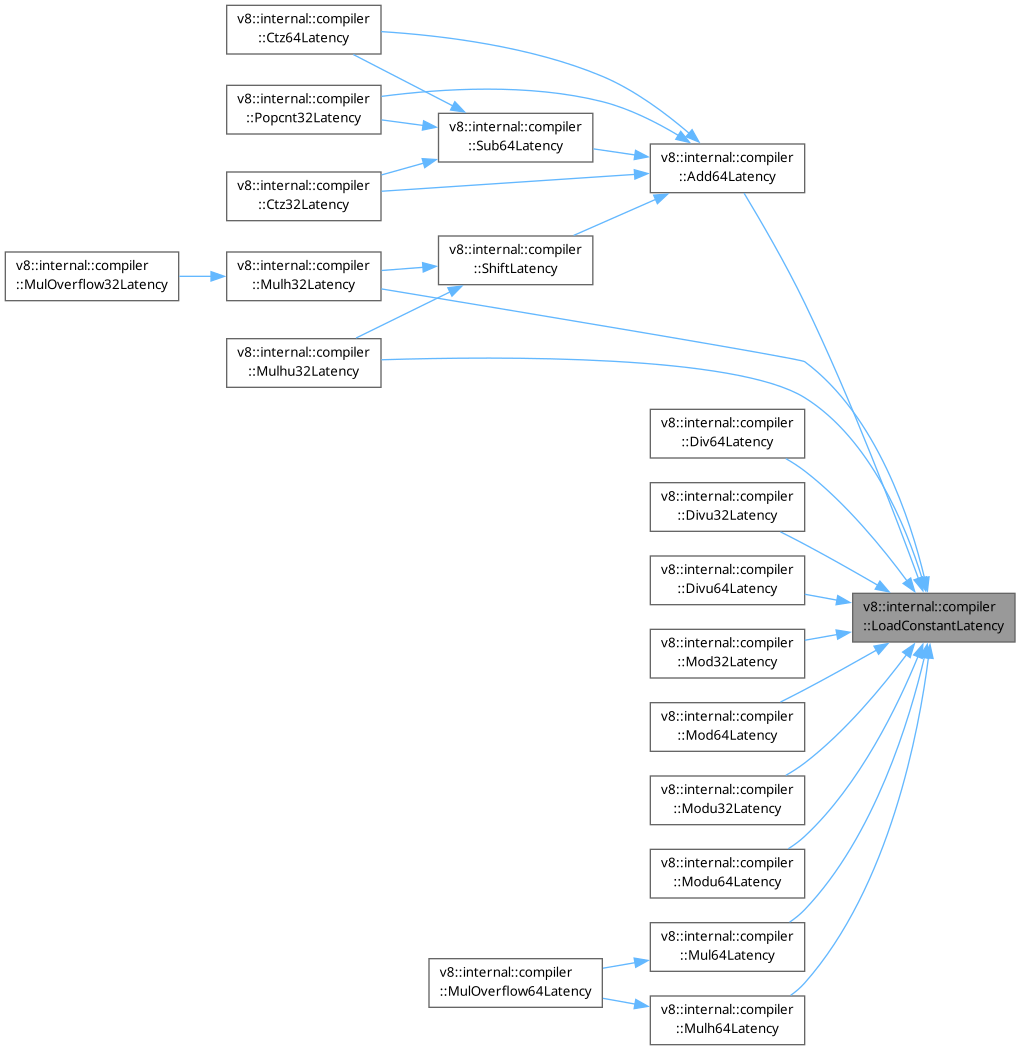 v8::internal::compiler
::Ctz64Latency
v8::internal::compiler
::Popcnt32Latency
v8::internal::compiler
::Sub64Latency
v8::internal::compiler
::Add64Latency
v8::internal::compiler
::Ctz32Latency
v8::internal::compiler
::ShiftLatency
v8::internal::compiler
::MulOverflow32Latency
v8::internal::compiler
::Mulh32Latency
v8::internal::compiler
::Mulhu32Latency
v8::internal::compiler
::Div64Latency
v8::internal::compiler
::Divu32Latency
v8::internal::compiler
::Divu64Latency
v8::internal::compiler
::LoadConstantLatency
v8::internal::compiler
::Mod32Latency
v8::internal::compiler
::Mod64Latency
v8::internal::compiler
::Modu32Latency
v8::internal::compiler
::Modu64Latency
v8::internal::compiler
::Mul64Latency
v8::internal::compiler
::MulOverflow64Latency
v8::internal::compiler
::Mulh64Latency